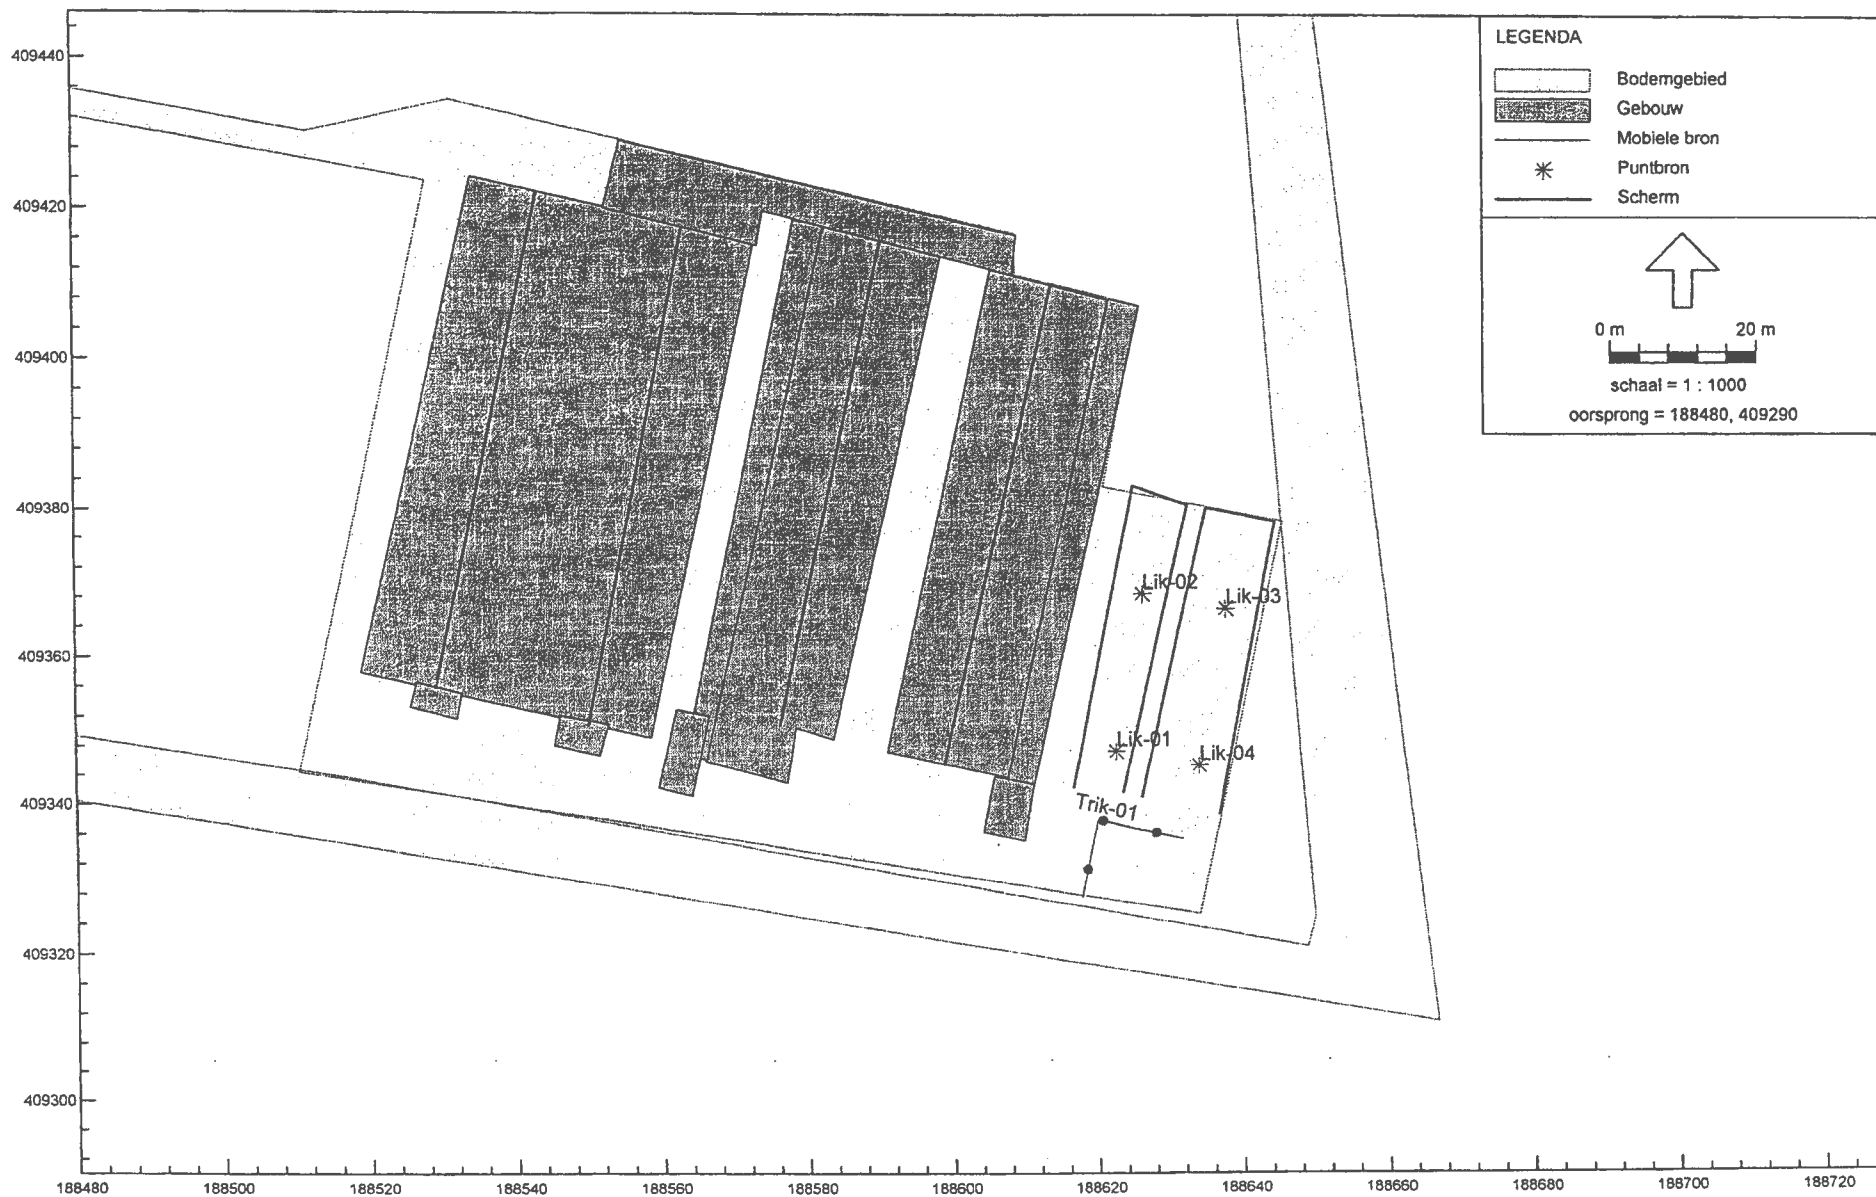 LEGENDA
Bodemgebied
Gebouw
Mobiele bron
Puntbron
Scherm
0 m 20 m
schaal = 1 : 1000
oorsprong = 188480, 409290
409440
409420
409400
409380
409360
409340
409320
409300
Lik-02
Lik-03
Lik-01
Lik-04
Trik-01
188480 188500 188520 188540 188560 188580 188600 188620 188640 188660 188680 188700 188720